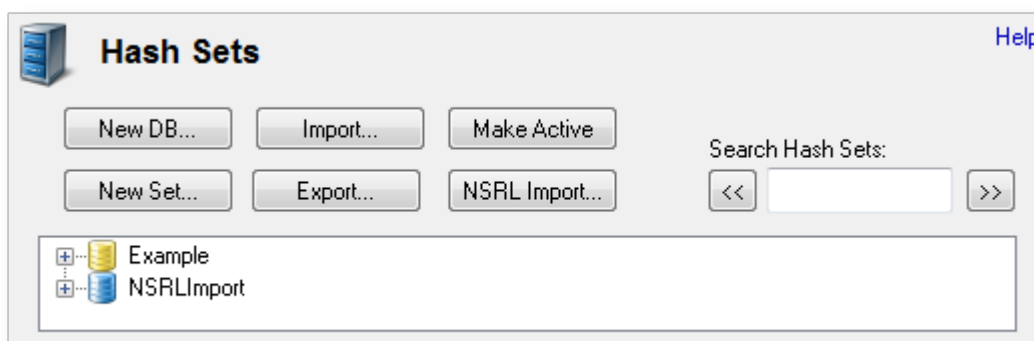 Hash Sets
Help
New DB...
Import...
Make Active
Search Hash Sets:
New Set...
Export...
NSRL Import...
<<
>>
Example
NSRLImport